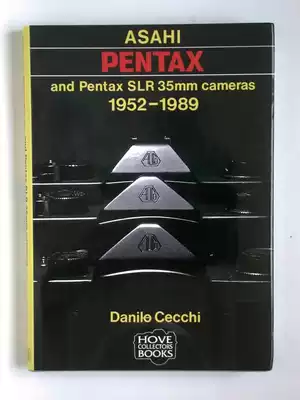 ASAHI
PENTAX
and Pentax SLR 35mm cameras
1952–1989
Danilo Cecchi
HOVE
COLLECTORS
BOOKS